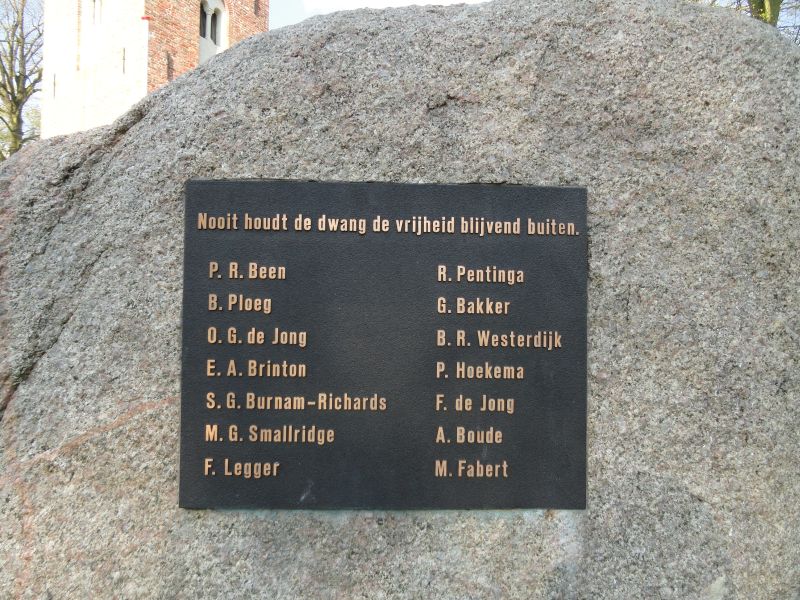 Nooit houdt de dwang de vrijheid blijvend buiten.
P. R. Been
B. Ploeg
O. G. de Jong
E. A. Brinton
S. G. Burnam-Richards
M. G. Smallridge
F. Legger
R. Pentinga
G. Bakker
B. R. Westerdijk
P. Hoekema
F. de Jong
A. Boude
M. Fabert